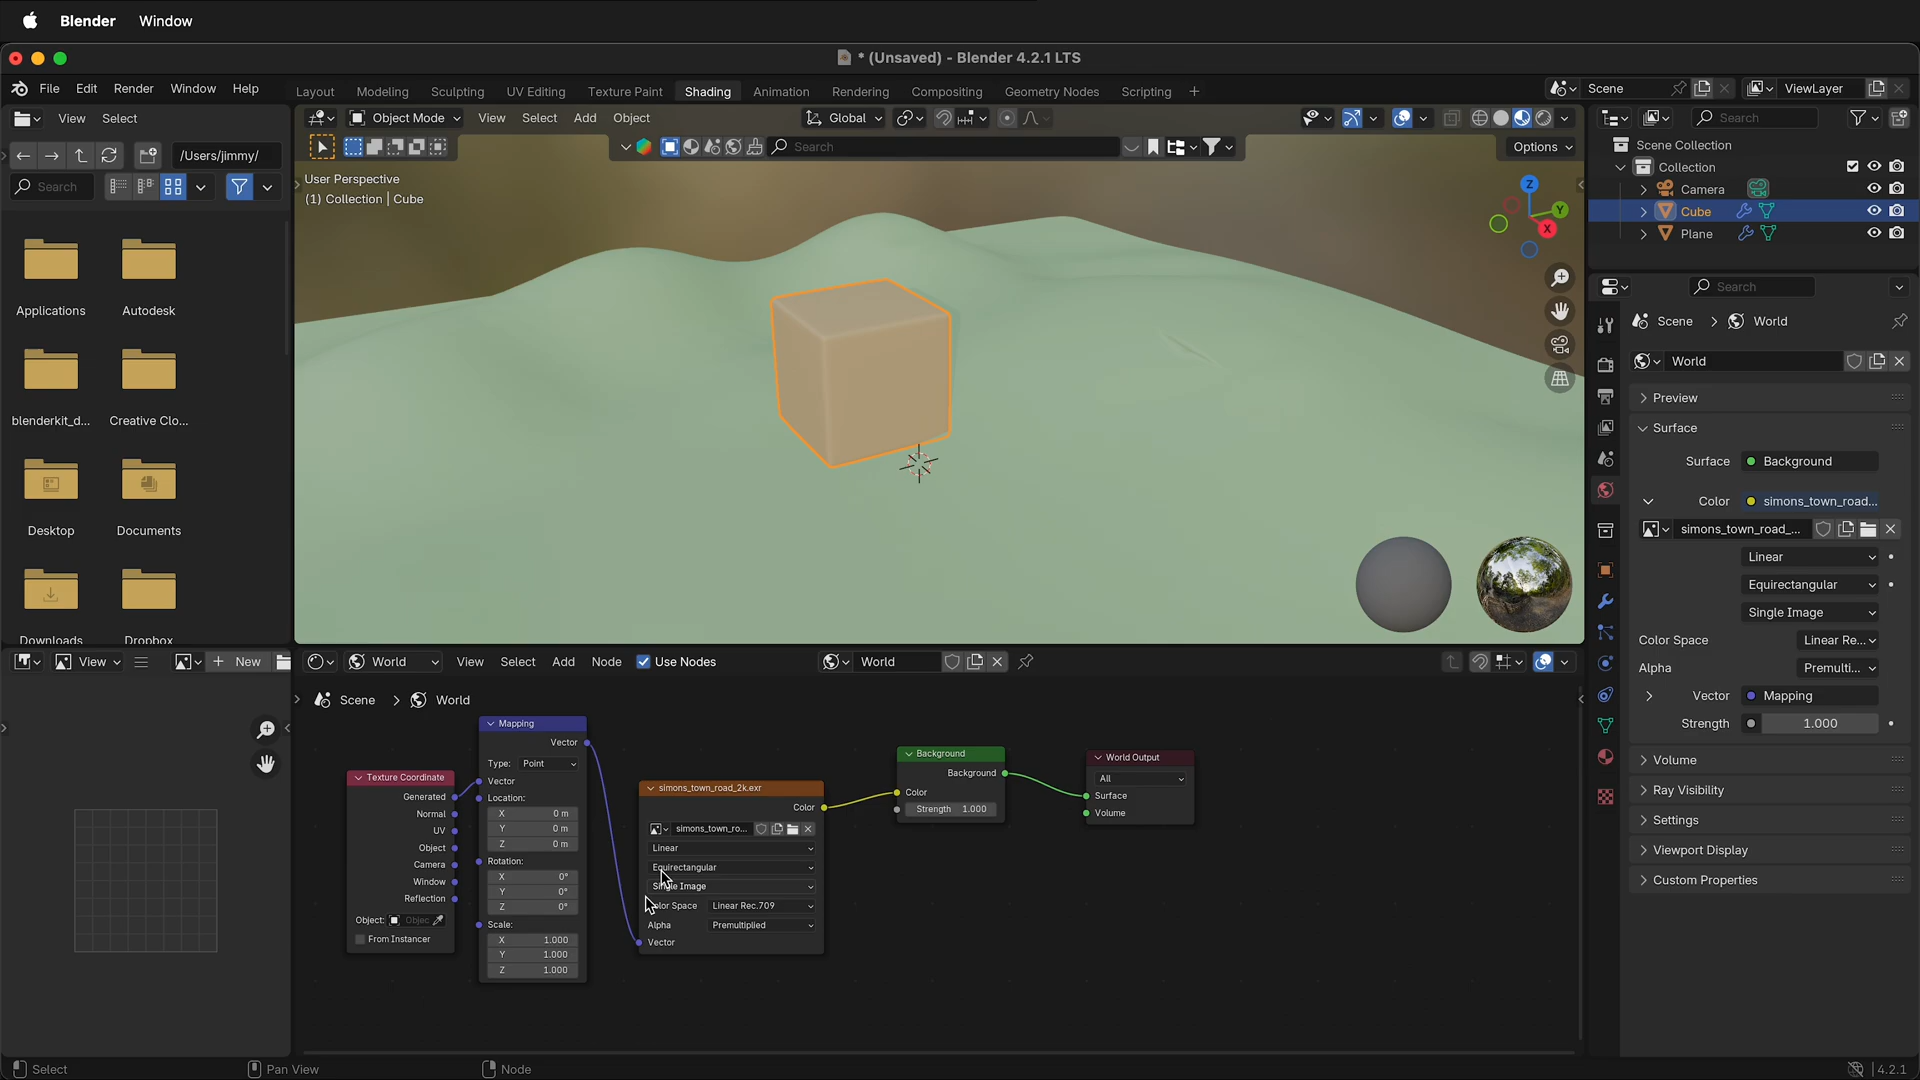 Blender Window
* (Unsaved) - Blender 4.2.1 LTS
File Edit Render Window Help
Layout Modeling Sculpting UV Editing Texture Paint Shading Animation Rendering Compositing Geometry Nodes Scripting +
Scene
ViewLayer
View Select
/Users/jimmy/
Search
Applications
Autodesk
blenderkit_d...
Creative Clo...
Desktop
Documents
Downloads
Dropbox
Object Mode View Select Add Object
Global
Search
Options
User Perspective
(1) Collection | Cube
Z
Y
X
Search
Scene Collection
Collection
Camera
Cube
Plane
Search
Scene > World
World
Preview
Surface
Surface Background
Color simons_town_road...
simons_town_road_...
Linear
Equirectangular
Single Image
Color Space Linear Re...
Alpha Premulti...
Vector Mapping
Strength 1.000
Volume
Ray Visibility
Settings
Viewport Display
Custom Properties
View
+ New
World View Select Add Node Use Nodes
World
Scene > World
Texture Coordinate
Generated
Normal
UV
Object
Camera
Window
Reflection
Object: Objec
From Instancer
Mapping
Vector
Type: Point
Vector
Location:
X 0 m
Y 0 m
Z 0 m
Rotation:
X 0°
Y 0°
Z 0°
Scale:
X 1.000
Y 1.000
Z 1.000
simons_town_road_2k.exr
Color
simons_town_ro...
Linear
Equirectangular
Single Image
Color Space Linear Rec.709
Alpha Premultiplied
Vector
Background
Background
Color
Strength 1.000
World Output
All
Surface
Volume
Select
Pan View
Node
4.2.1